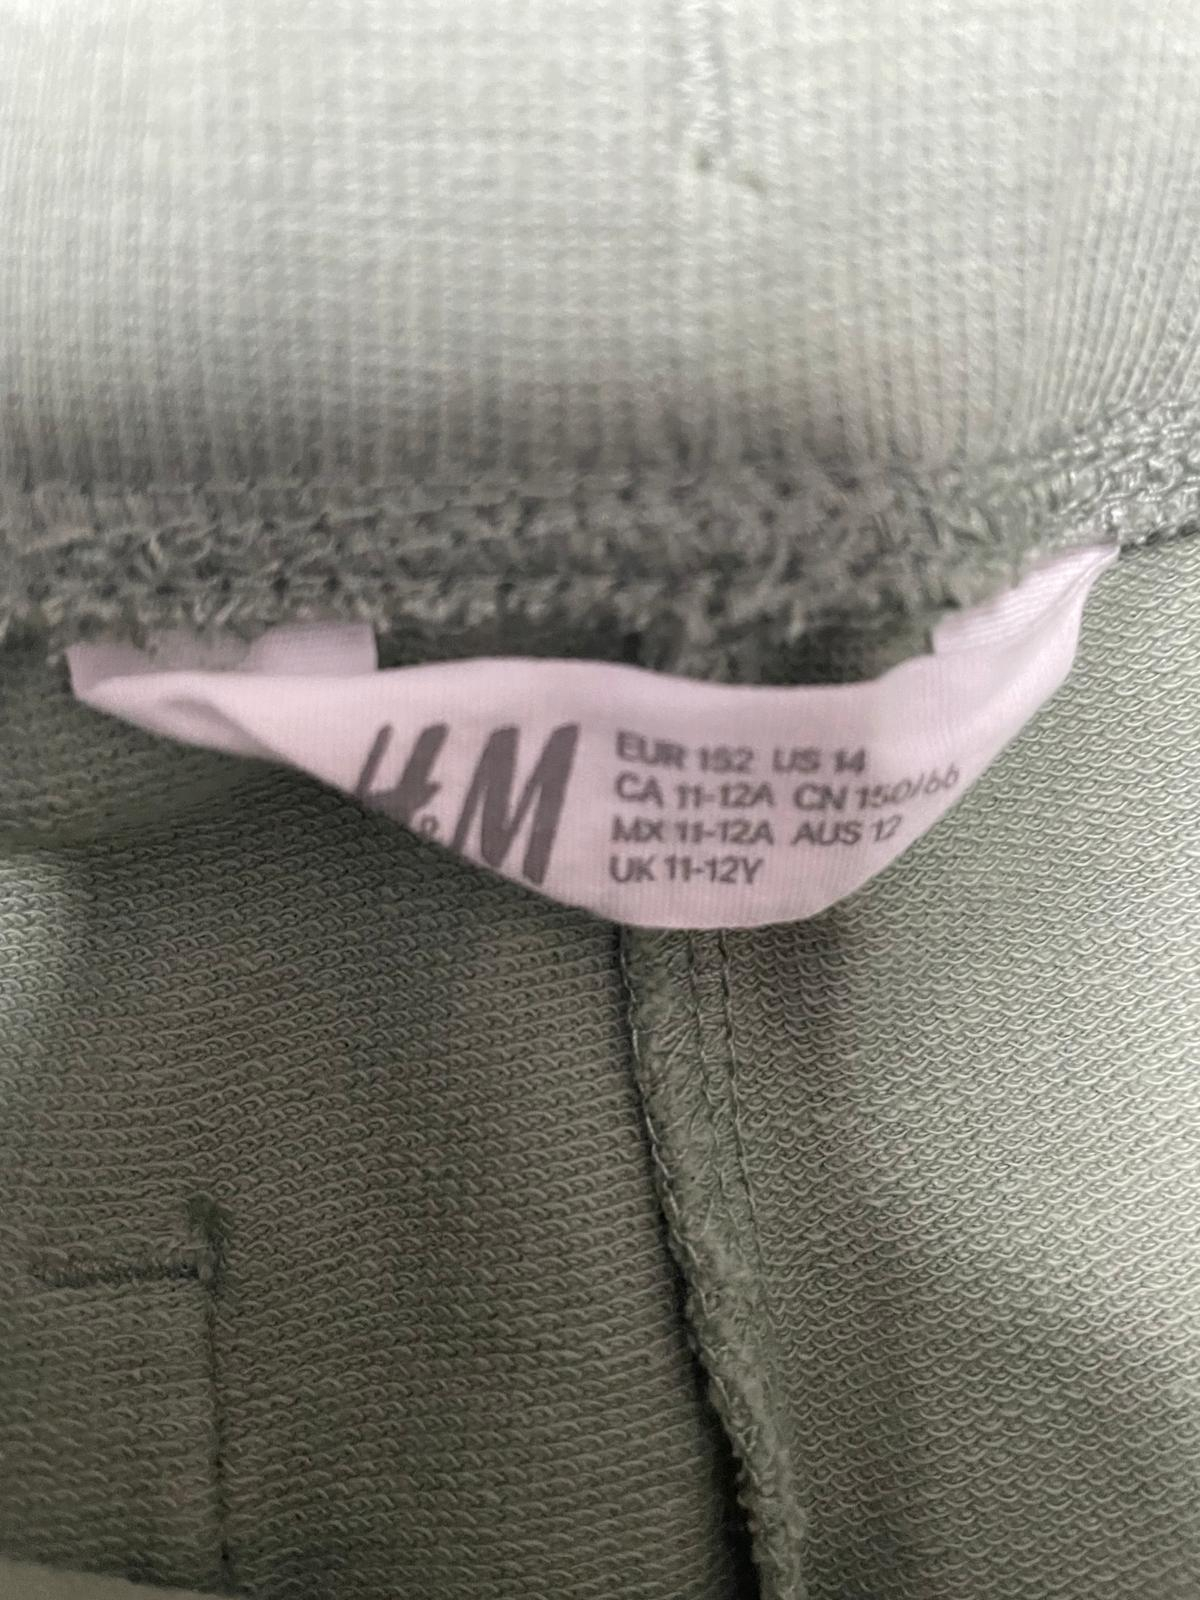 H&M
EUR 152 US 14
CA 11-12A CN 150/66
MX 11-12A AUS 12
UK 11-12Y